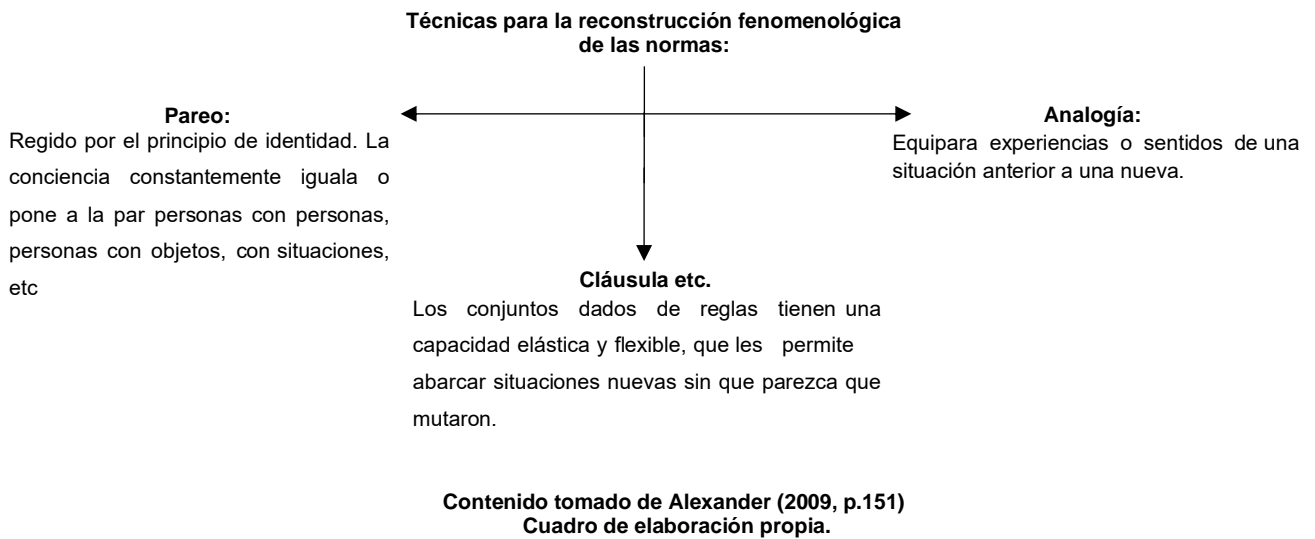 Técnicas para la reconstrucción fenomenológica
de las normas:
Pareo:
Regido por el principio de identidad. La
conciencia constantemente iguala o
pone a la par personas con personas,
personas con objetos, con situaciones,
etc
Analogía:
Equipara experiencias o sentidos de una
situación anterior a una nueva.
Cláusula etc.
Los conjuntos dados de reglas tienen una
capacidad elástica y flexible, que les permite
abarcar situaciones nuevas sin que parezca que
mutaron.
Contenido tomado de Alexander (2009, p.151)
Cuadro de elaboración propia.